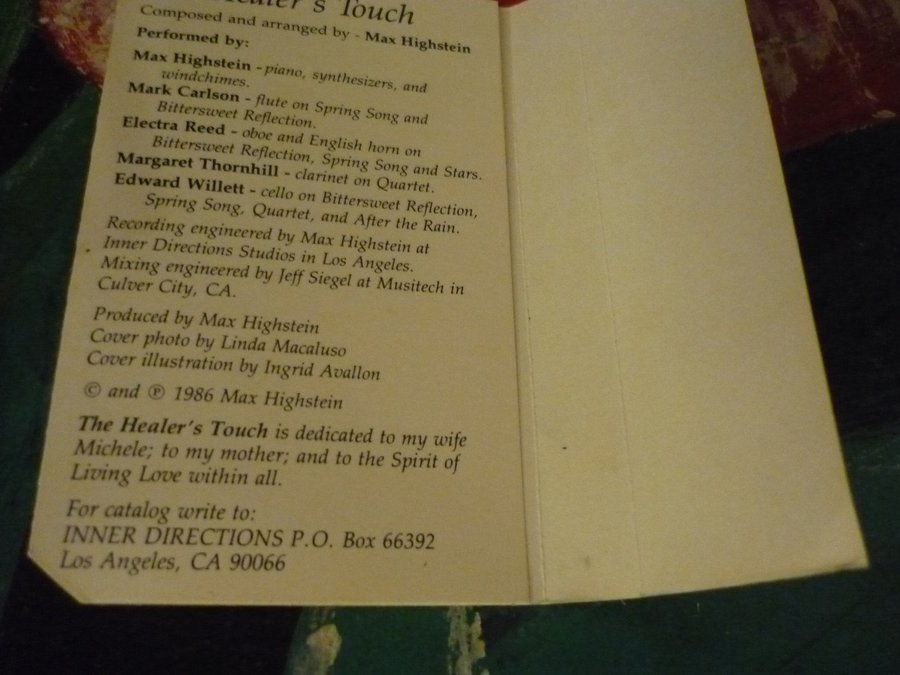 Healer's Touch
Composed and arranged by - Max Highstein
Performed by:
Max Highstein - piano, synthesizers, and
windchimes.
Mark Carlson - flute on Spring Song and
Bittersweet Reflection.
Electra Reed - oboe and English horn on
Bittersweet Reflection, Spring Song and Stars.
Margaret Thornhill - clarinet on Quartet.
Edward Willett - cello on Bittersweet Reflection,
Spring Song, Quartet, and After the Rain.
Recording engineered by Max Highstein at
Inner Directions Studios in Los Angeles.
Mixing engineered by Jeff Siegel at Musitech in
Culver City, CA.
Produced by Max Highstein
Cover photo by Linda Macaluso
Cover illustration by Ingrid Avallon
© and ℗ 1986 Max Highstein
The Healer's Touch is dedicated to my wife
Michele; to my mother; and to the Spirit of
Living Love within all.
For catalog write to:
INNER DIRECTIONS P.O. Box 66392
Los Angeles, CA 90066